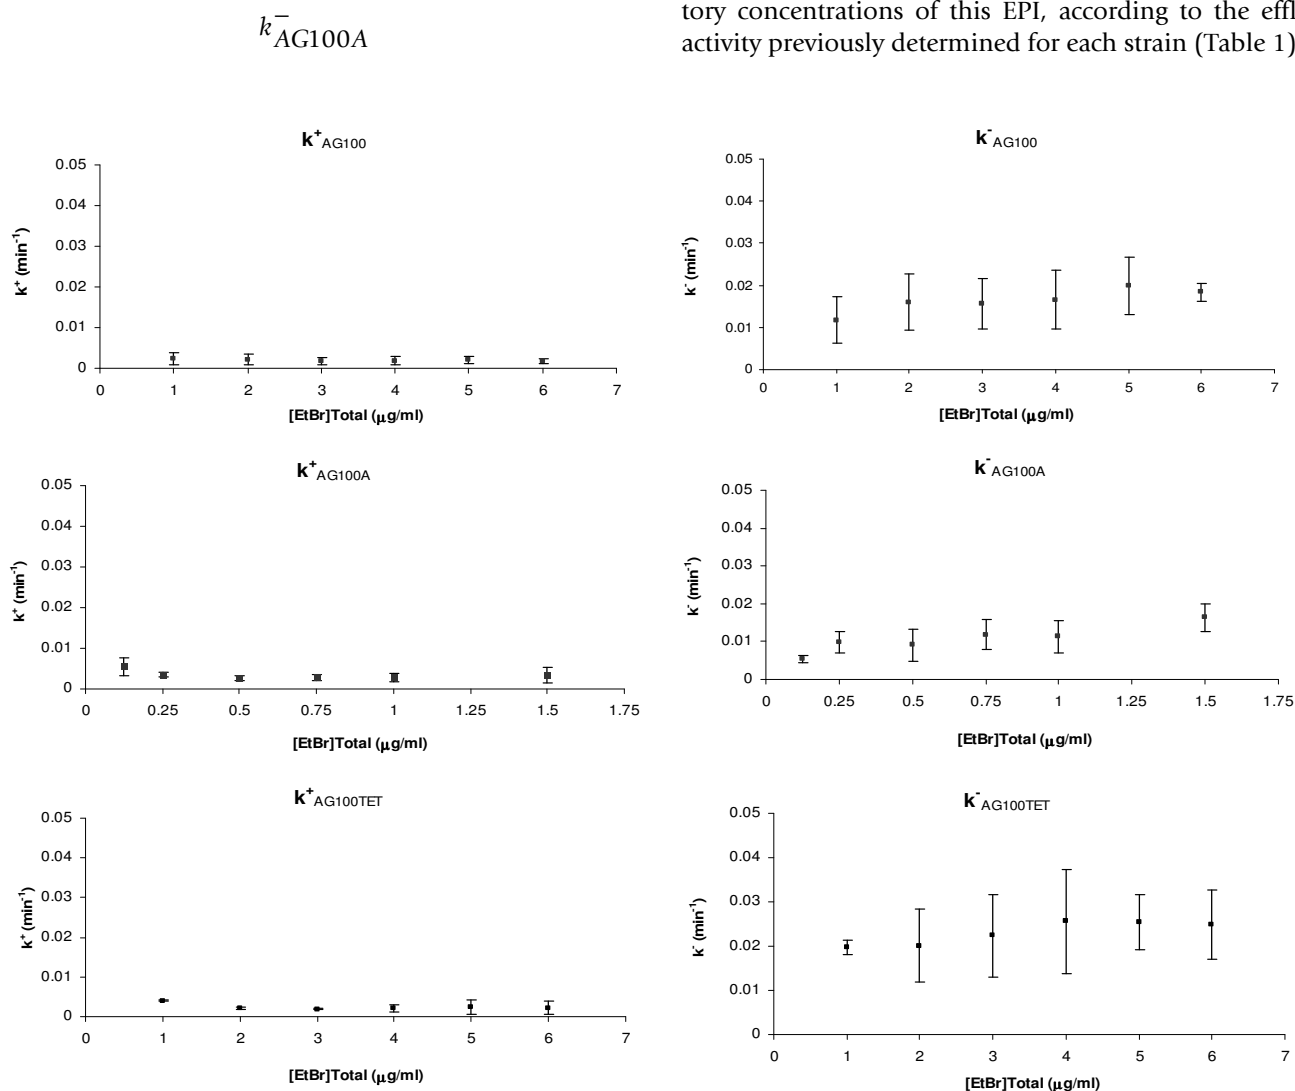 k⁻AG100A
tory concentrations of this EPI, according to the effl
activity previously determined for each strain (Table 1)
k⁺AG100
0.05
0.04
0.03
0.02
0.01
0
0 1 2 3 4 5 6 7
k⁺ (min⁻¹)
[EtBr]Total (μg/ml)
k⁻AG100
0.05
0.04
0.03
0.02
0.01
0
0 1 2 3 4 5 6 7
k⁻ (min⁻¹)
[EtBr]Total (μg/ml)
k⁺AG100A
0.05
0.04
0.03
0.02
0.01
0
0 0.25 0.5 0.75 1 1.25 1.5 1.75
k⁺ (min⁻¹)
[EtBr]Total (μg/ml)
k⁻AG100A
0.05
0.04
0.03
0.02
0.01
0
0 0.25 0.5 0.75 1 1.25 1.5 1.75
k⁻ (min⁻¹)
[EtBr]Total (μg/ml)
k⁺AG100TET
0.05
0.04
0.03
0.02
0.01
0
0 1 2 3 4 5 6 7
k⁺ (min⁻¹)
[EtBr]Total (μg/ml)
k⁻AG100TET
0.05
0.04
0.03
0.02
0.01
0
0 1 2 3 4 5 6 7
k⁻ (min⁻¹)
[EtBr]Total (μg/ml)